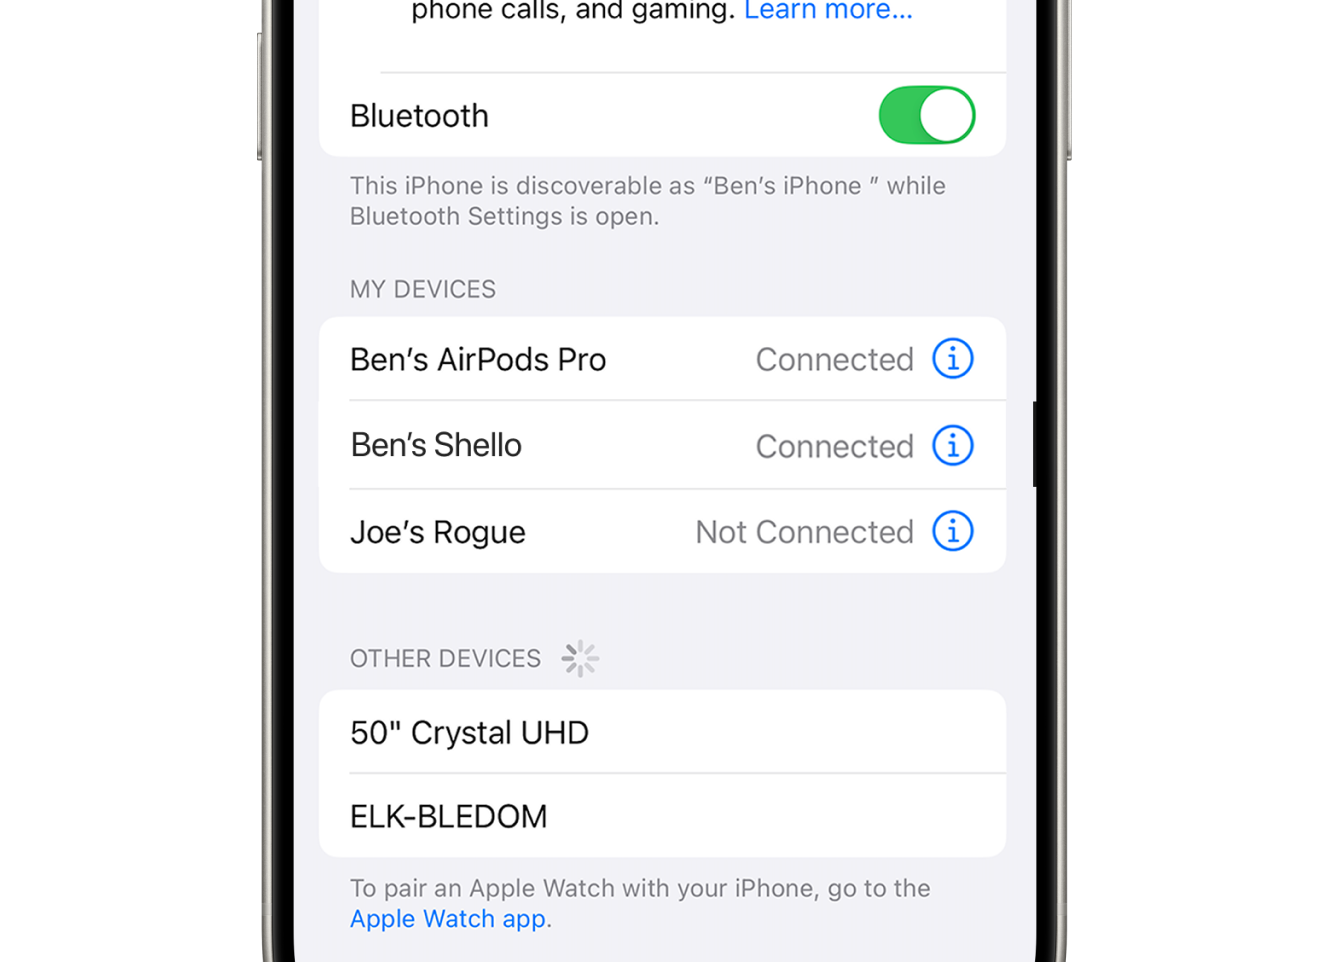 phone calls, and gaming. Learn more...
Bluetooth
This iPhone is discoverable as “Ben’s iPhone ” while
Bluetooth Settings is open.
MY DEVICES
Ben’s AirPods Pro Connected
Ben’s Shello Connected
Joe’s Rogue Not Connected
OTHER DEVICES
50" Crystal UHD
ELK-BLEDOM
To pair an Apple Watch with your iPhone, go to the
Apple Watch app.